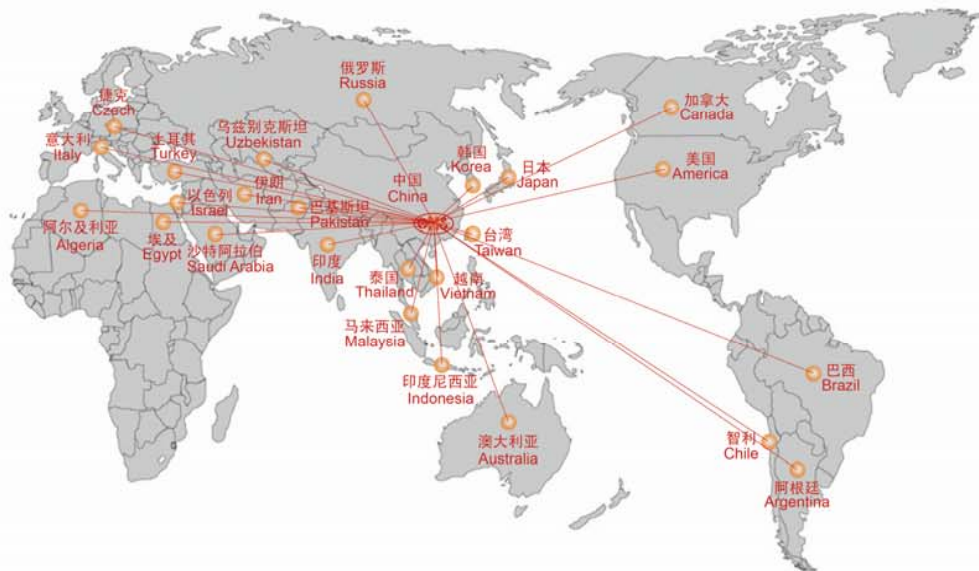 俄罗斯
Russia
加拿大
Canada
捷克
Czech
乌兹别克斯坦
Uzbekistan
意大利
Italy
土耳其
Turkey
韩国
Korea
日本
Japan
美国
America
中国
China
伊朗
Iran
以色列
Israel
巴基斯坦
Pakistan
阿尔及利亚
Algeria
埃及
Egypt
沙特阿拉伯
Saudi Arabia
印度
India
台湾
Taiwan
泰国
Thailand
越南
Vietnam
马来西亚
Malaysia
印度尼西亚
Indonesia
巴西
Brazil
澳大利亚
Australia
智利
Chile
阿根廷
Argentina